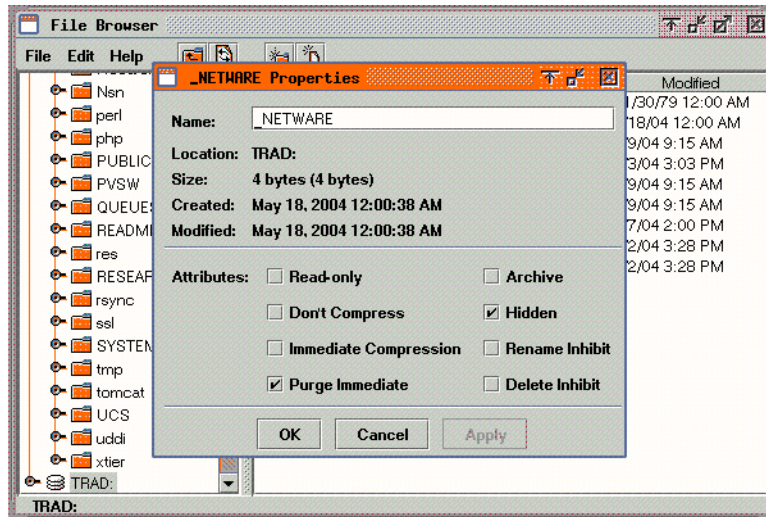 File Browser
File Edit Help
_NETWARE Properties
Modified
Nsn
perl
php
PUBLIC
PVSW
QUEUES
READM
res
RESEAR
rsync
ssl
SYSTEM
tmp
tomcat
UCS
uddi
xtier
TRAD:
Name: _NETWARE
Location: TRAD:
Size: 4 bytes (4 bytes)
Created: May 18, 2004 12:00:38 AM
Modified: May 18, 2004 12:00:38 AM
Attributes:
Read-only
Archive
Don't Compress
Hidden
Immediate Compression
Rename Inhibit
Purge Immediate
Delete Inhibit
OK Cancel Apply
/30/79 12:00 AM
18/04 12:00 AM
9/04 9:15 AM
3/04 3:03 PM
9/04 9:15 AM
9/04 9:15 AM
7/04 2:00 PM
2/04 3:28 PM
2/04 3:28 PM
TRAD: